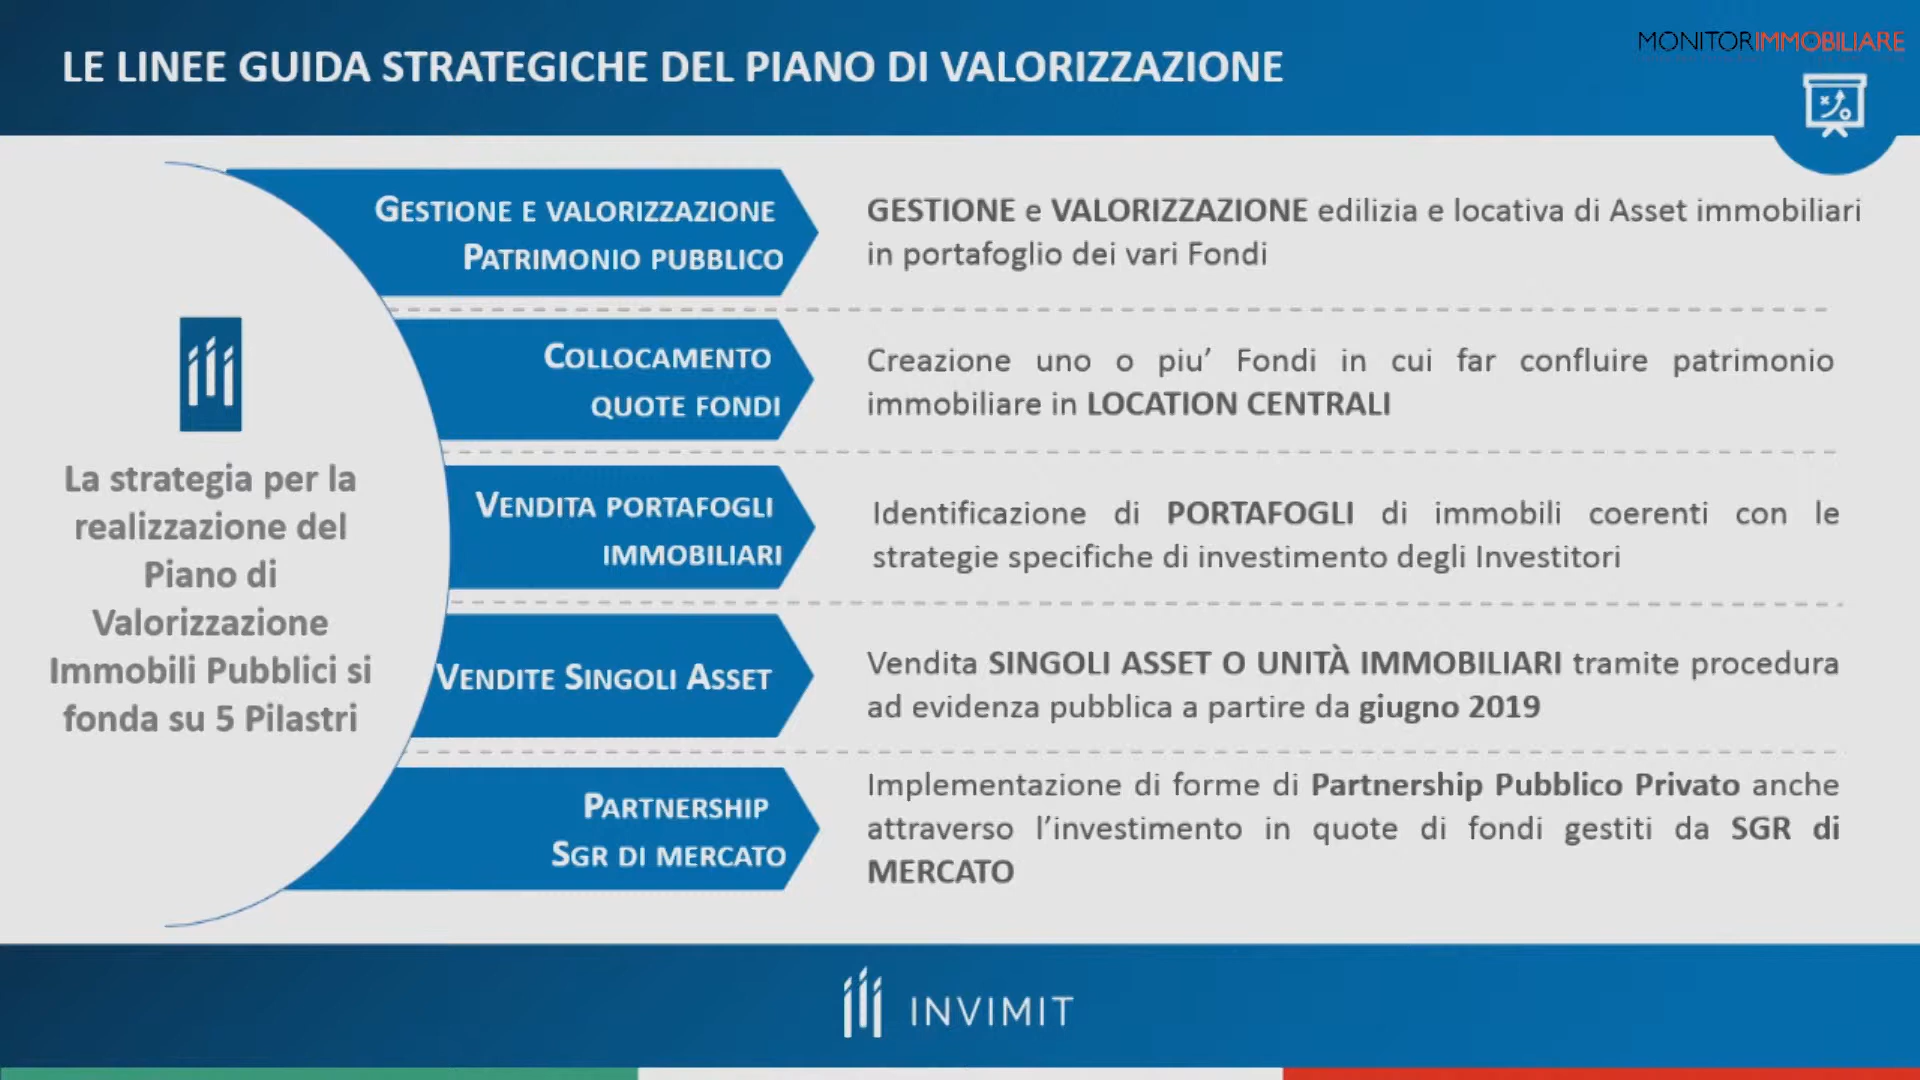 LE LINEE GUIDA STRATEGICHE DEL PIANO DI VALORIZZAZIONE
MONITORIMMOBILIARE
La strategia per la
realizzazione del
Piano di
Valorizzazione
Immobili Pubblici si
fonda su 5 Pilastri
GESTIONE E VALORIZZAZIONE
PATRIMONIO PUBBLICO
GESTIONE e VALORIZZAZIONE edilizia e locativa di Asset immobiliari
in portafoglio dei vari Fondi
COLLOCAMENTO
QUOTE FONDI
Creazione uno o piu’ Fondi in cui far confluire patrimonio
immobiliare in LOCATION CENTRALI
VENDITA PORTAFOGLI
IMMOBILIARI
Identificazione di PORTAFOGLI di immobili coerenti con le
strategie specifiche di investimento degli Investitori
VENDITE SINGOLI ASSET
Vendita SINGOLI ASSET O UNITÀ IMMOBILIARI tramite procedura
ad evidenza pubblica a partire da giugno 2019
PARTNERSHIP
SGR DI MERCATO
Implementazione di forme di Partnership Pubblico Privato anche
attraverso l’investimento in quote di fondi gestiti da SGR di
MERCATO
INVIMIT